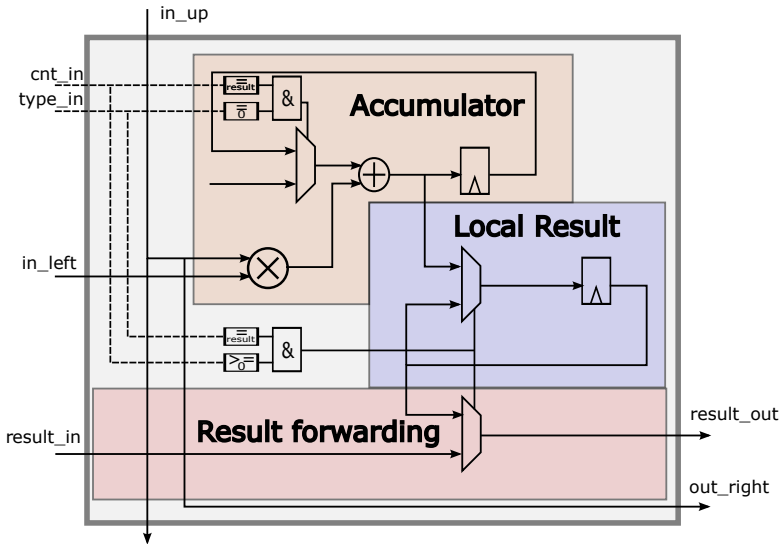 in_up
cnt_in
=
result
&
Accumulator
type_in
=
0
Local Result
in_left
=
result
&
>=
0
result_out
result_in
Result forwarding
out_right